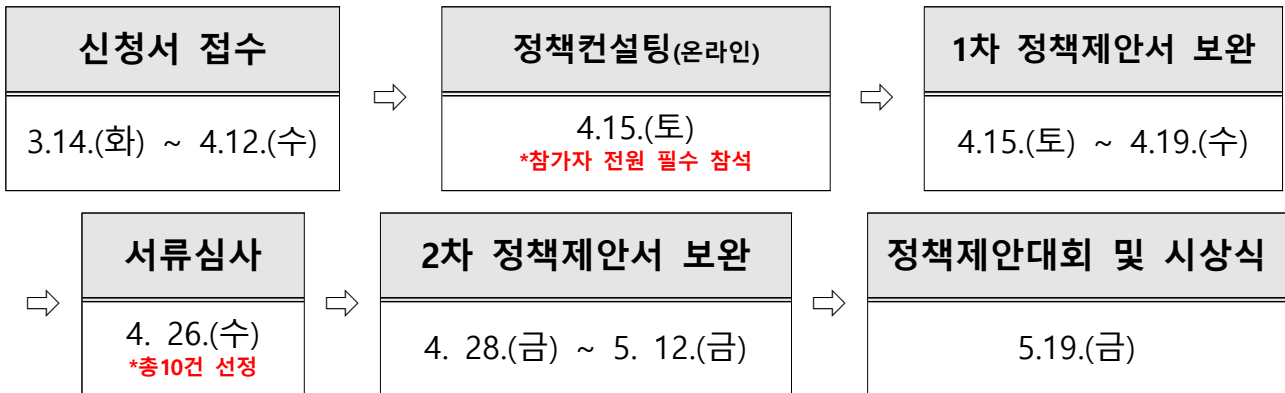 신청서 접수
3.14.(화) ~ 4.12.(수)
⇨
정책컨설팅(온라인)
4.15.(토)
*참가자 전원 필수 참석
⇨
1차 정책제안서 보완
4.15.(토) ~ 4.19.(수)
⇨
서류심사
4. 26.(수)
*총10건 선정
⇨
2차 정책제안서 보완
4. 28.(금) ~ 5. 12.(금)
⇨
정책제안대회 및 시상식
5.19.(금)